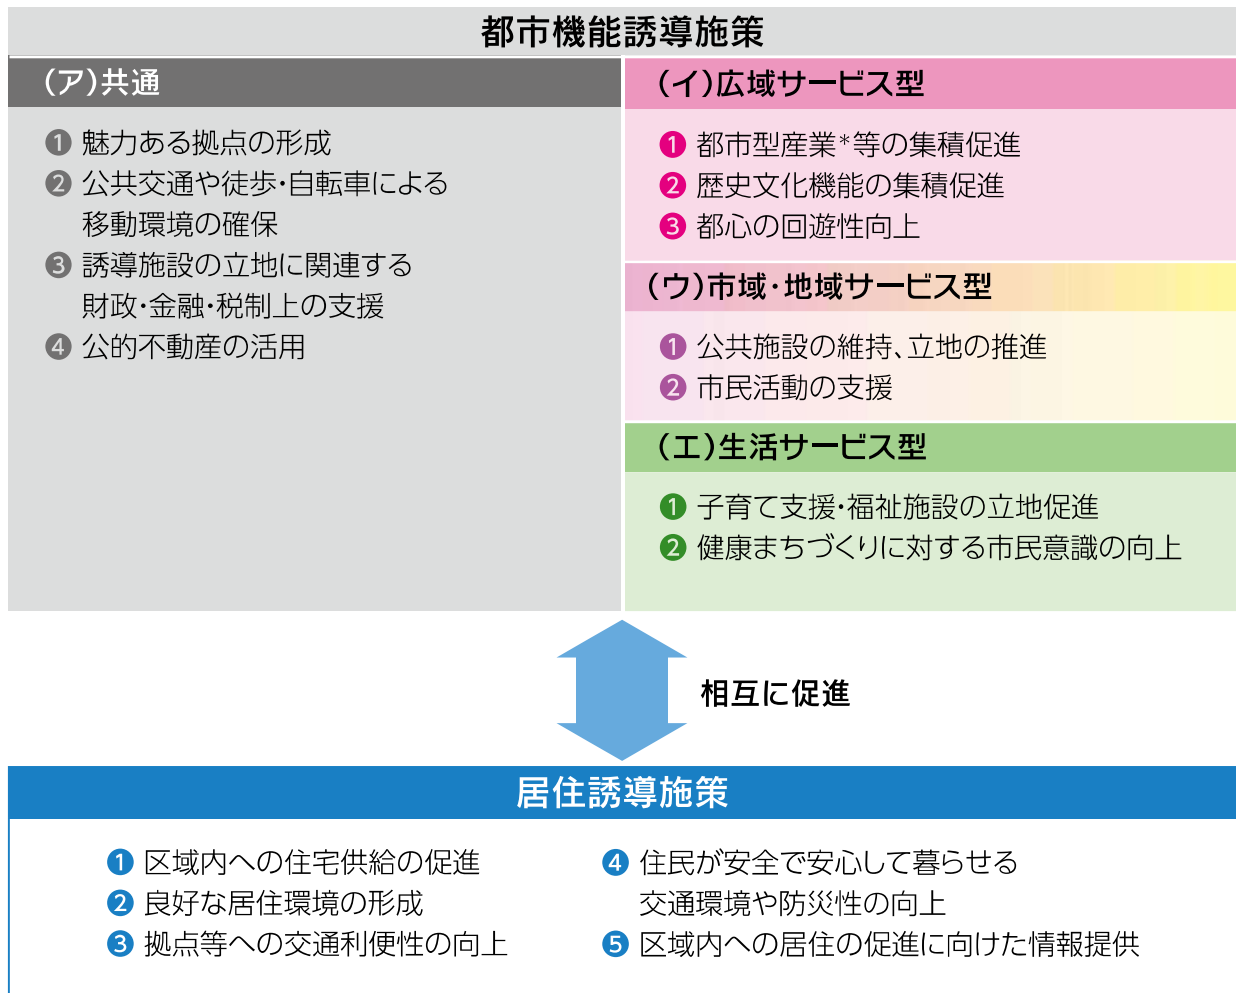 都市機能誘導施策
（ア）共通
❶ 魅力ある拠点の形成
❷ 公共交通や徒歩・自転車による
移動環境の確保
❸ 誘導施設の立地に関連する
財政・金融・税制上の支援
❹ 公的不動産の活用
（イ）広域サービス型
❶ 都市型産業*等の集積促進
❷ 歴史文化機能の集積促進
❸ 都心の回遊性向上
（ウ）市域・地域サービス型
❶ 公共施設の維持、立地の推進
❷ 市民活動の支援
（エ）生活サービス型
❶ 子育て支援・福祉施設の立地促進
❷ 健康まちづくりに対する市民意識の向上
相互に促進
居住誘導施策
❶ 区域内への住宅供給の促進
❷ 良好な居住環境の形成
❸ 拠点等への交通利便性の向上
❹ 住民が安全で安心して暮らせる
交通環境や防災性の向上
❺ 区域内への居住の促進に向けた情報提供